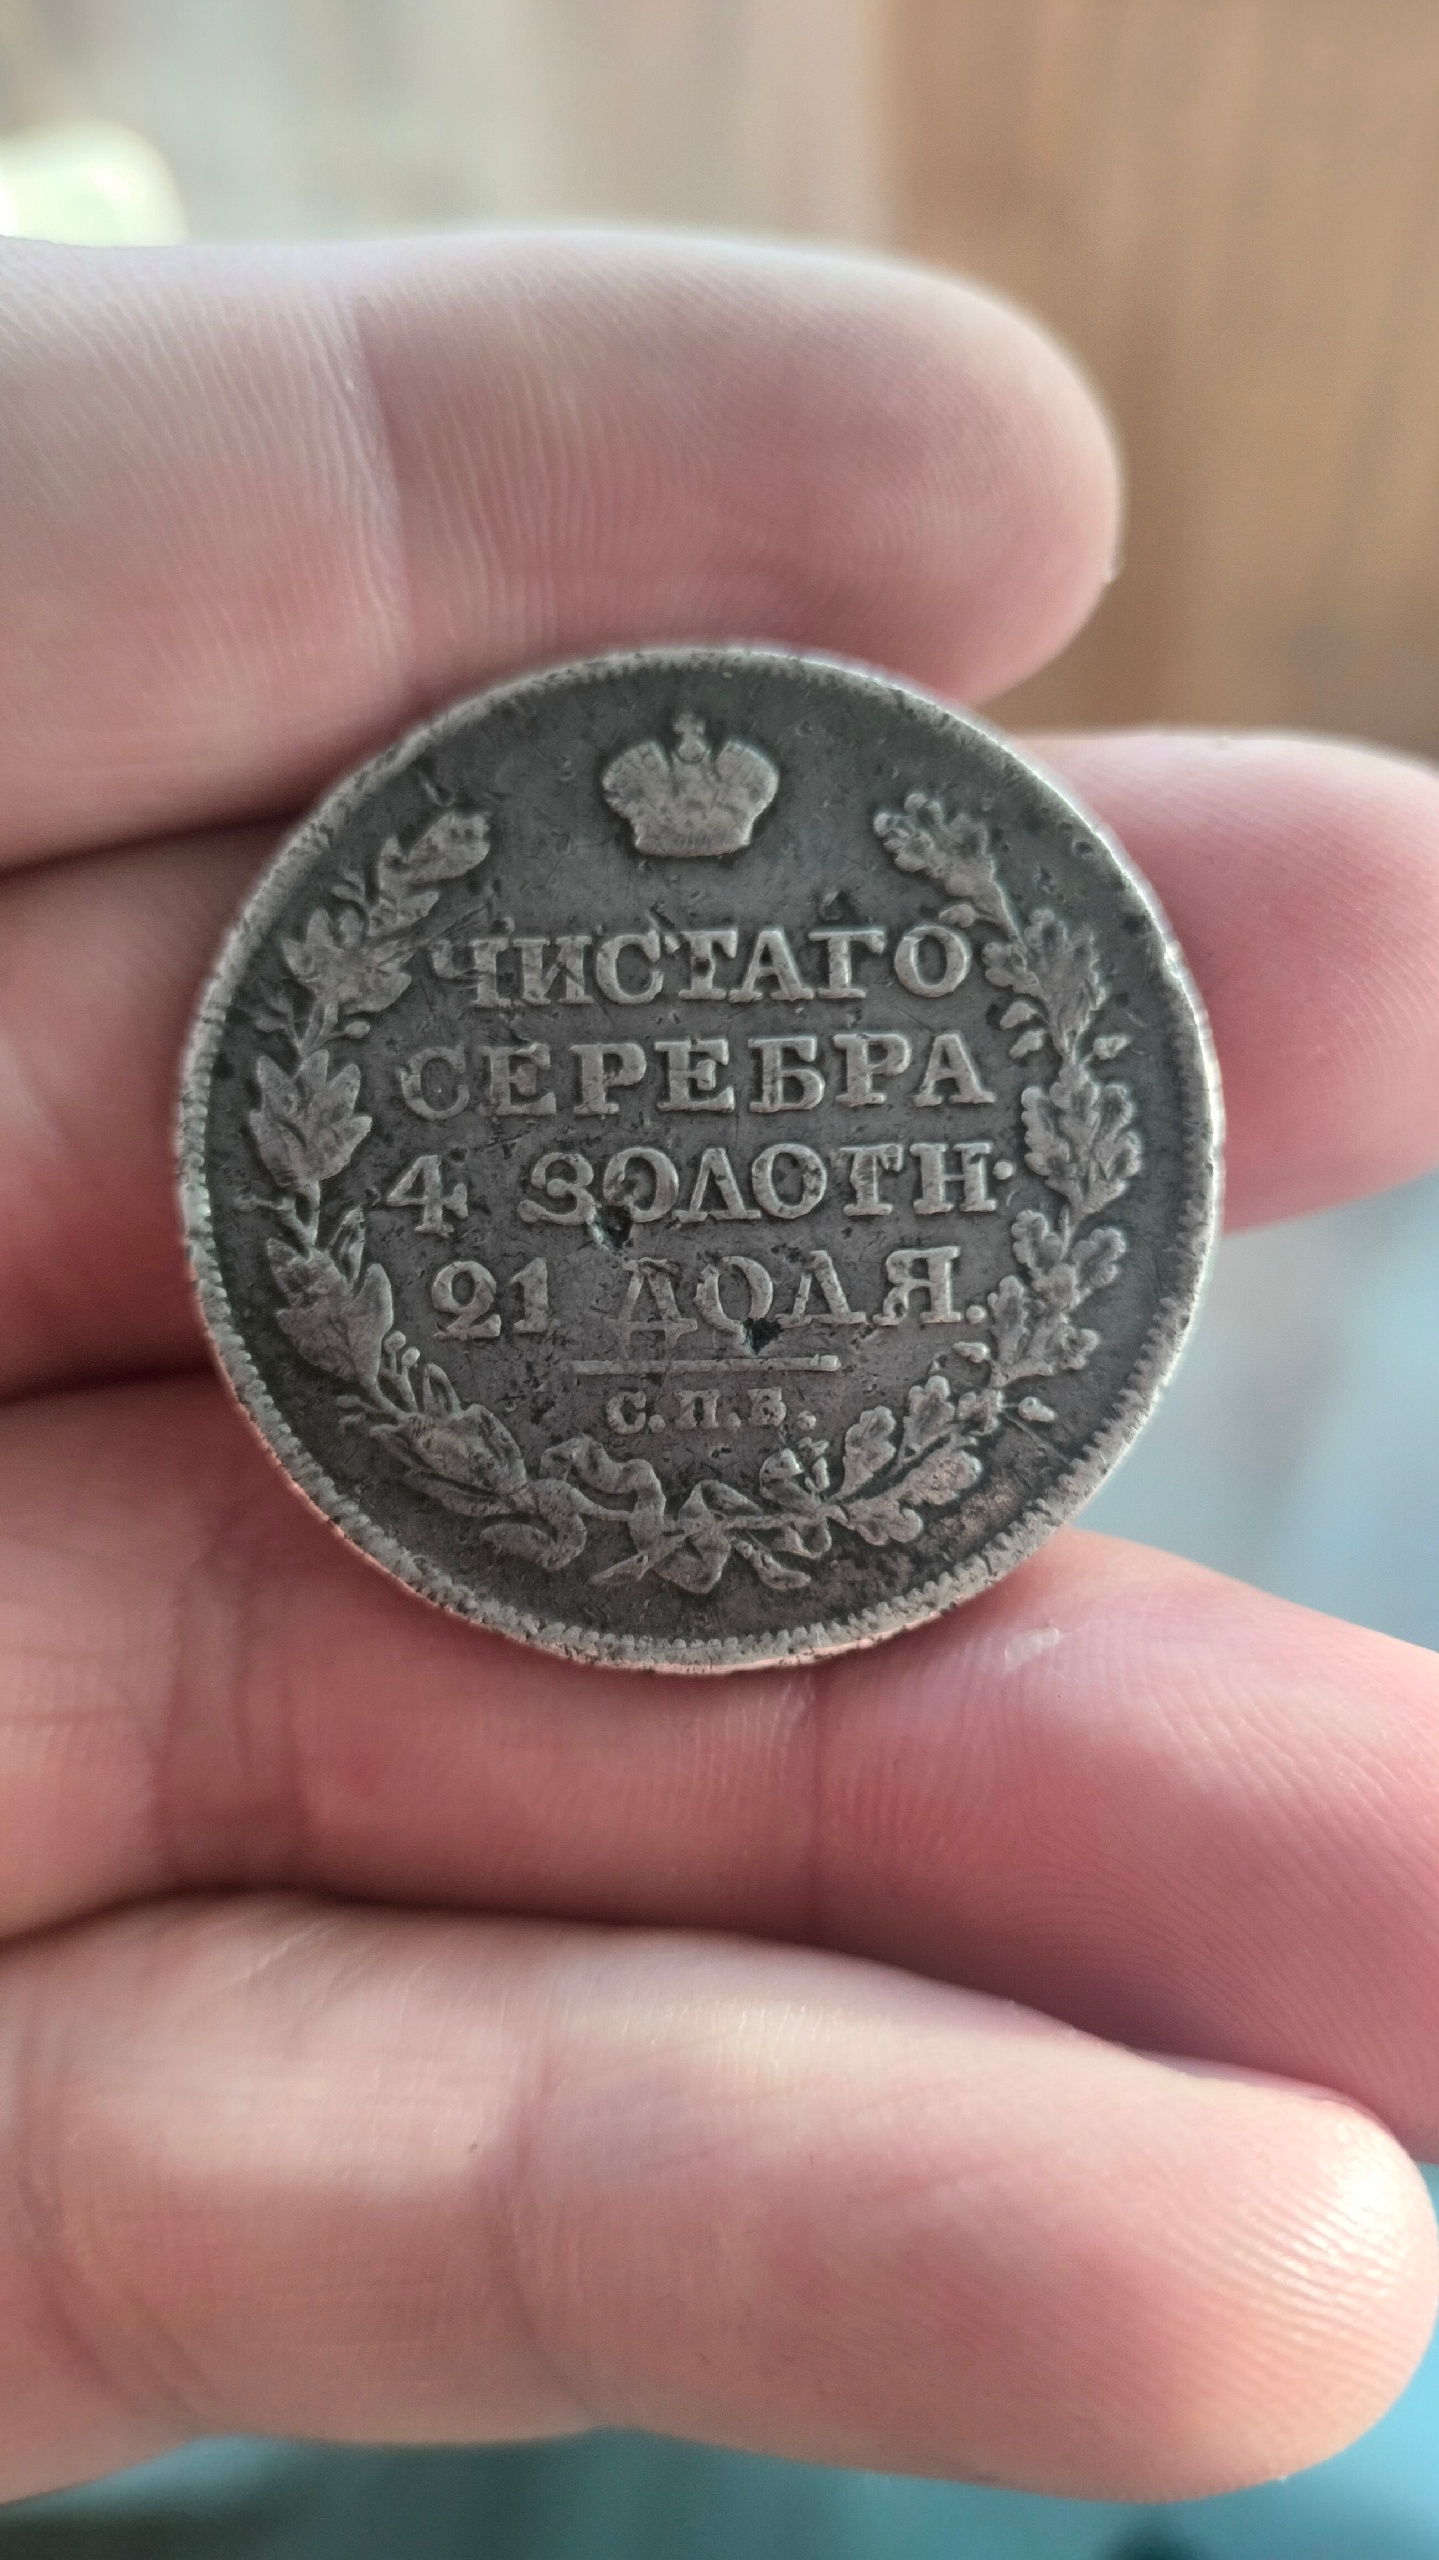 ЧИСТАГО
СЕРЕБРА
4 ЗОЛОТН.
21 ДОЛЯ.
С.П.Б.